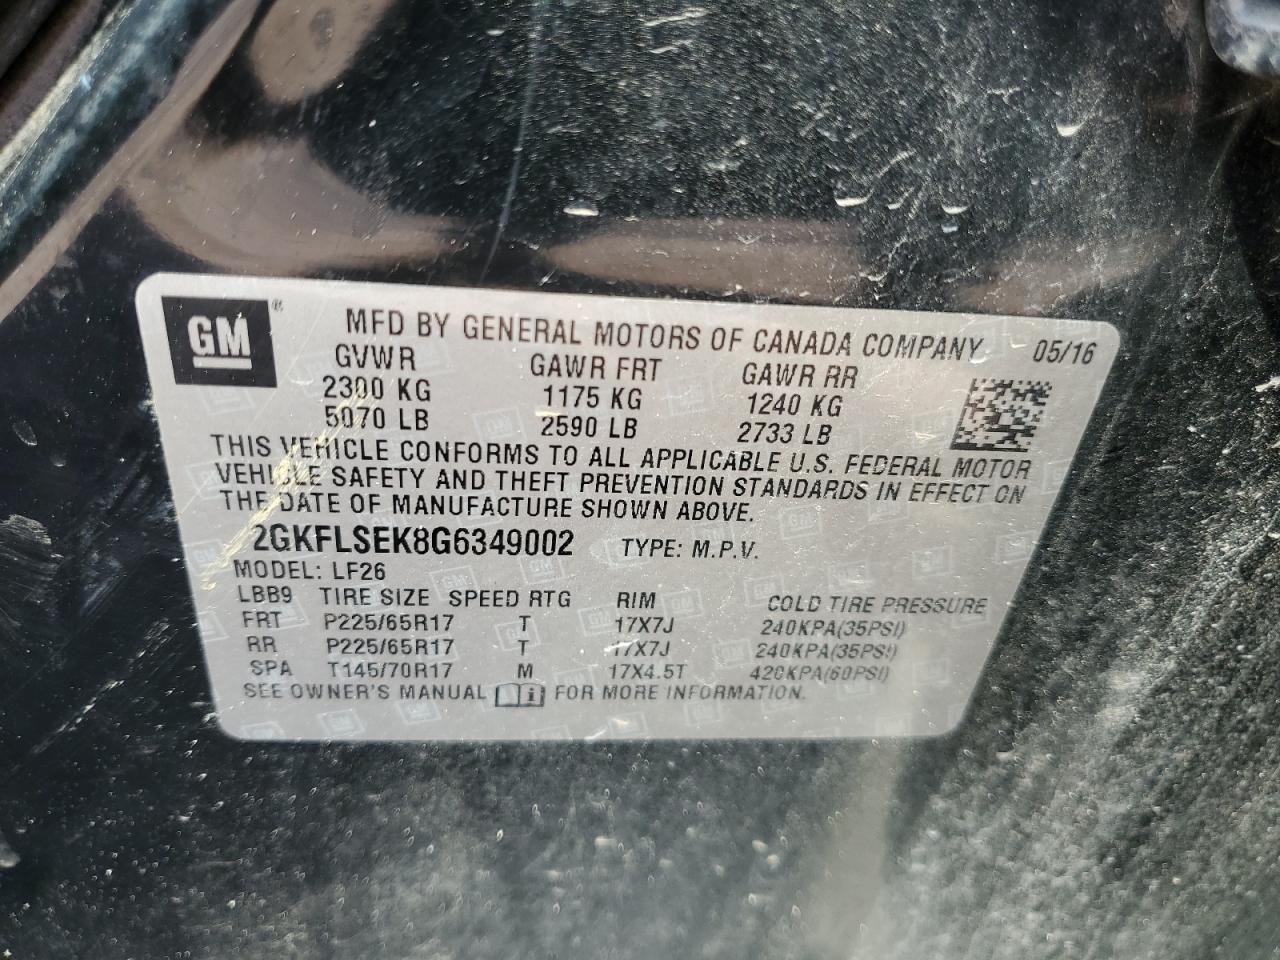 GM®
MFD BY GENERAL MOTORS OF CANADA COMPANY 05/16
GVWR GAWR FRT GAWR RR
2300 KG 1175 KG 1240 KG
5070 LB 2590 LB 2733 LB
THIS VEHICLE CONFORMS TO ALL APPLICABLE U.S. FEDERAL MOTOR
VEHICLE SAFETY AND THEFT PREVENTION STANDARDS IN EFFECT ON
THE DATE OF MANUFACTURE SHOWN ABOVE.
2GKFLSEK8G6349002 TYPE: M.P.V.
MODEL: LF26
LBB9 TIRE SIZE SPEED RTG RIM COLD TIRE PRESSURE
FRT P225/65R17 T 17X7J 240KPA(35PSI)
RR P225/65R17 T 17X7J 240KPA(35PSI)
SPA T145/70R17 M 17X4.5T 420KPA(60PSI)
SEE OWNER'S MANUAL FOR MORE INFORMATION.